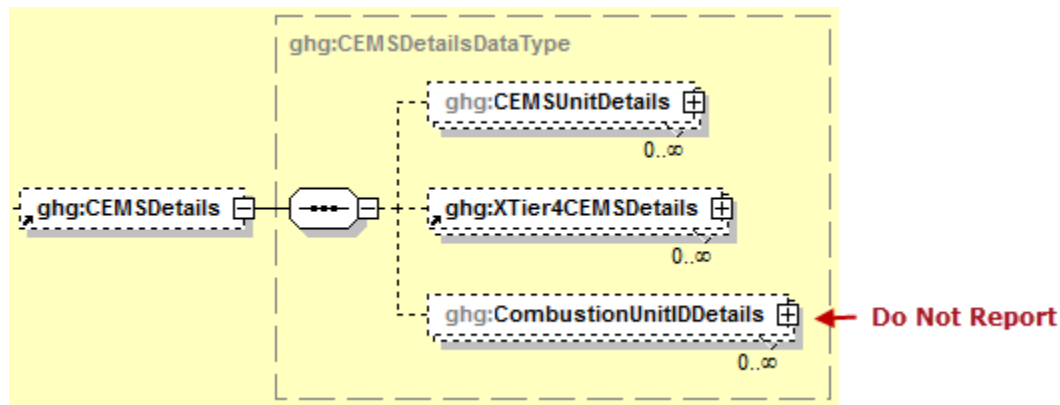 ghg:CEMSDetailsDataType
ghg:CEMSUnitDetails
0..∞
ghg:CEMSDetails
ghg:XTier4CEMSDetails
0..∞
ghg:CombustionUnitIDDetails
Do Not Report
0..∞